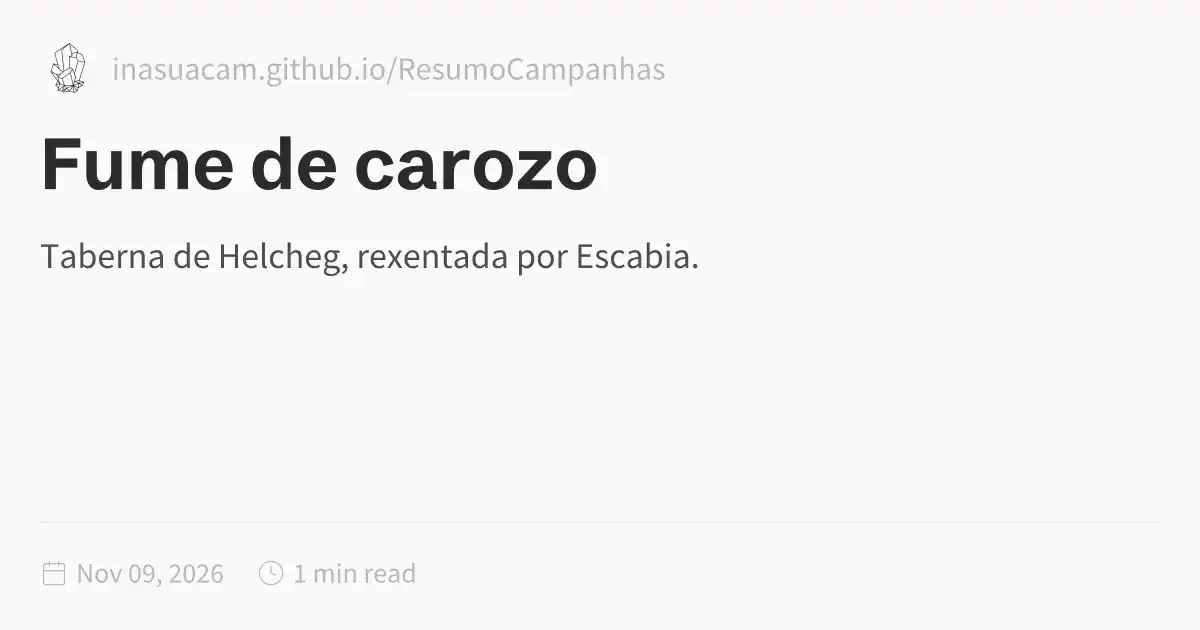 inasuacam.github.io/ResumoCampanhas
Fume de carozo
Taberna de Helcheg, rexentada por Escabia.
Nov 09, 2026 1 min read